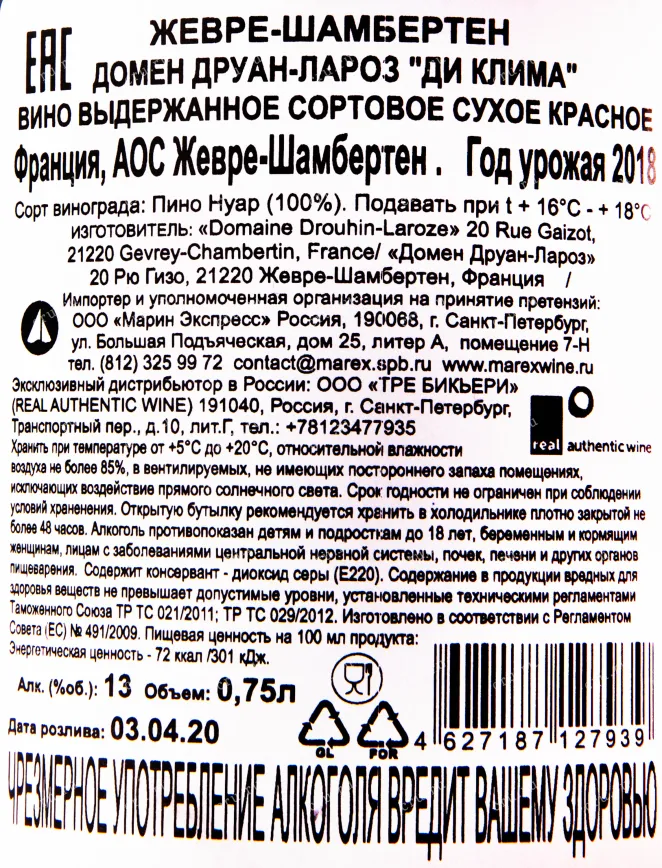 ЖЕВРЕ-ШАМБЕРТЕН
EAC ДОМЕН ДРУАН-ЛАРОЗ "ДИ КЛИМА"
ВИНО ВЫДЕРЖАННОЕ СОРТОВОЕ СУХОЕ КРАСНОЕ
Франция, АОС Жевре-Шамбертен . Год урожая 2018
Сорт винограда: Пино Нуар (100%). Подавать при t + 16°C - + 18°C
изготовитель: «Domaine Drouhin-Laroze» 20 Rue Gaizot,
21220 Gevrey-Chambertin, France/ «Домен Друан-Лароз»
20 Рю Гизо, 21220 Жевре-Шамбертен, Франция /
Импортер и уполномоченная организация на принятие претензий:
ООО «Марин Экспресс» Россия, 190068, г. Санкт-Петербург,
ул. Большая Подъяческая, дом 25, литер А, помещение 7-Н
тел. (812) 325 99 72 contact@marex.spb.ru www.marexwine.ru
Эксклюзивный дистрибьютор в России: ООО «ТРЕ БИКЬЕРИ»
(REAL AUTHENTIC WINE) 191040, Россия, г. Санкт-Петербург,
Транспортный пер., д.10, лит.Г, тел.: +78123477935
real authentic wine
Хранить при температуре от +5°С до +20°С, относительной влажности
воздуха не более 85%, в вентилируемых, не имеющих постороннего запаха помещениях,
исключающих воздействие прямого солнечного света. Срок годности не ограничен при соблюдении
условий хранения. Открытую бутылку рекомендуется хранить в холодильнике плотно закрытой не
более 48 часов. Алкоголь противопоказан детям и подросткам до 18 лет, беременным и кормящим
женщинам, лицам с заболеваниями центральной нервной системы, почек, печени и других органов
пищеварения. Содержит консервант - диоксид серы (Е220). Содержание в продукции вредных для
здоровья веществ не превышает допустимые уровни, установленные техническими регламентами
Таможенного Союза ТР ТС 021/2011; ТР ТС 029/2012. Изготовлено в соответствии с Регламентом
Совета (ЕС) № 491/2009. Пищевая ценность на 100 мл продукта:
Энергетическая ценность - 72 ккал /301 кДж.
Алк. (%об.): 13 Объем: 0,75л
Дата розлива: 03.04.20
GL POR
4 627187 127939
ЧРЕЗМЕРНОЕ УПОТРЕБЛЕНИЕ АЛКОГОЛЯ ВРЕДИТ ВАШЕМУ ЗДОРОВЬЮ